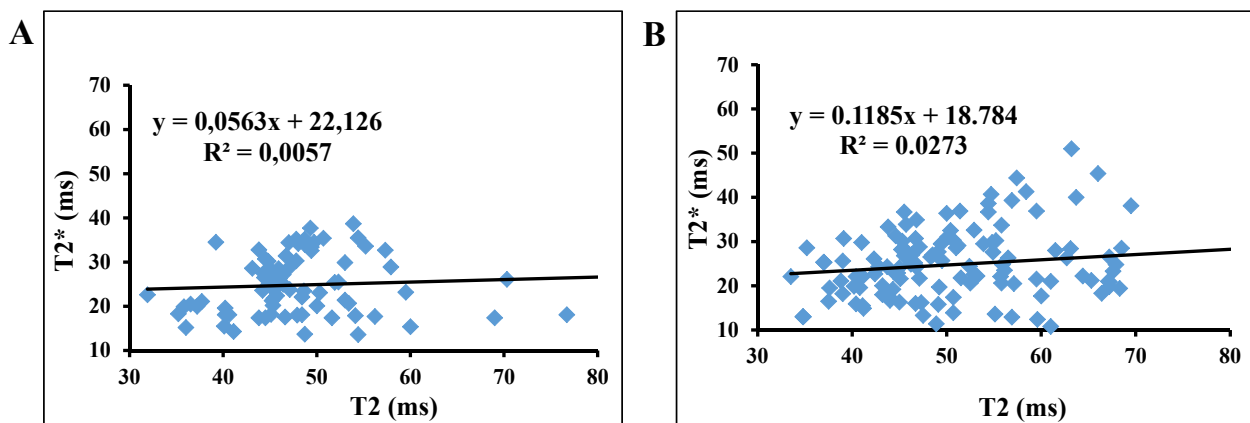 A
70
60
50
40
30
20
10
T2* (ms)
y = 0,0563x + 22,126
R² = 0,0057
30 40 50 60 70 80
T2 (ms)
B
70
60
50
40
30
20
10
T2* (ms)
y = 0.1185x + 18.784
R² = 0.0273
30 40 50 60 70 80
T2 (ms)